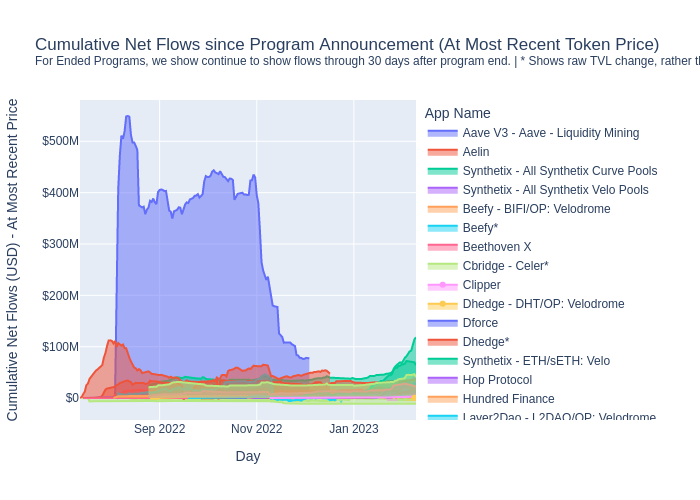 Cumulative Net Flows since Program Announcement (At Most Recent Token Price)
For Ended Programs, we show continue to show flows through 30 days after program end. | * Shows raw TVL change, rather t
Cumulative Net Flows (USD) - At Most Recent Price
$500M
$400M
$300M
$200M
$100M
$0
Sep 2022
Nov 2022
Jan 2023
Day
App Name
Aave V3 - Aave - Liquidity Mining
Aelin
Synthetix - All Synthetix Curve Pools
Synthetix - All Synthetix Velo Pools
Beefy - BIFI/OP: Velodrome
Beefy*
Beethoven X
Cbridge - Celer*
Clipper
Dhedge - DHT/OP: Velodrome
Dforce
Dhedge*
Synthetix - ETH/sETH: Velo
Hop Protocol
Hundred Finance
Layer2Dao - L2DAO/OP: Velodrome